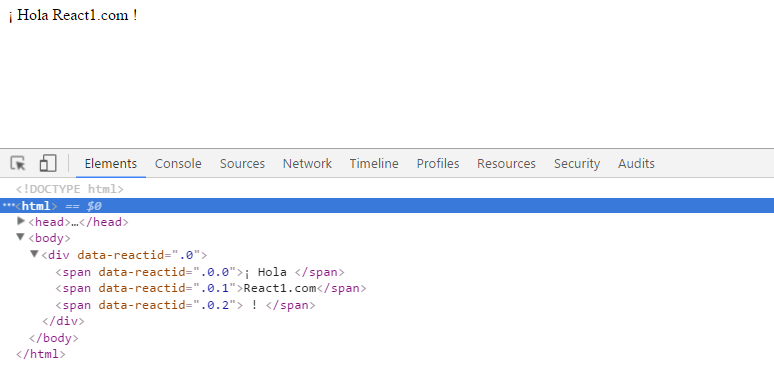 ¡ Hola React1.com !
Elements Console Sources Network Timeline Profiles Resources Security Audits
<!DOCTYPE html>
···<html> == $0
<head>…</head>
<body>
<div data-reactid=".0">
<span data-reactid=".0.0">¡ Hola </span>
<span data-reactid=".0.1">React1.com</span>
<span data-reactid=".0.2"> ! </span>
</div>
</body>
</html>